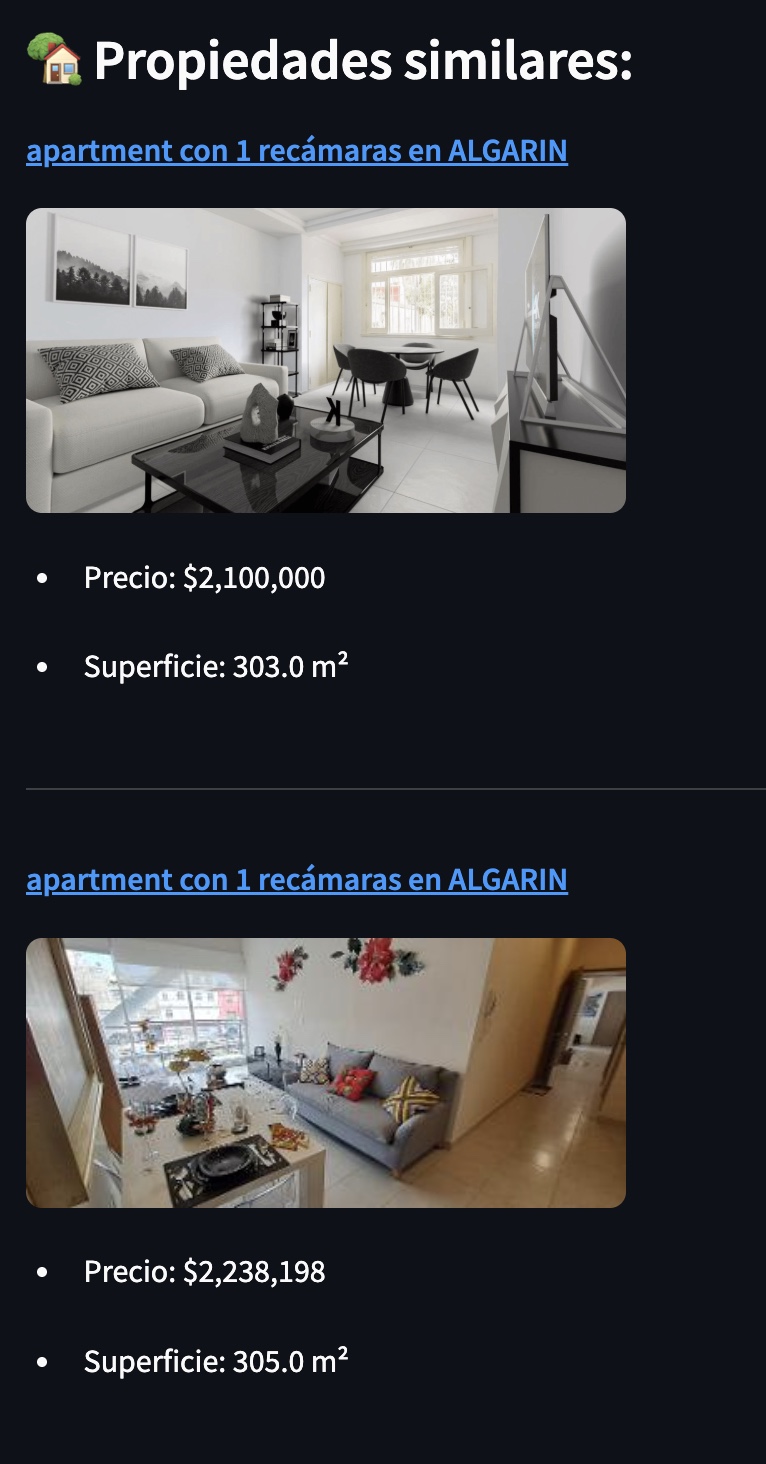 Propiedades similares:
apartment con 1 recámaras en ALGARIN
Precio: $2,100,000
Superficie: 303.0 m²
apartment con 1 recámaras en ALGARIN
Precio: $2,238,198
Superficie: 305.0 m²